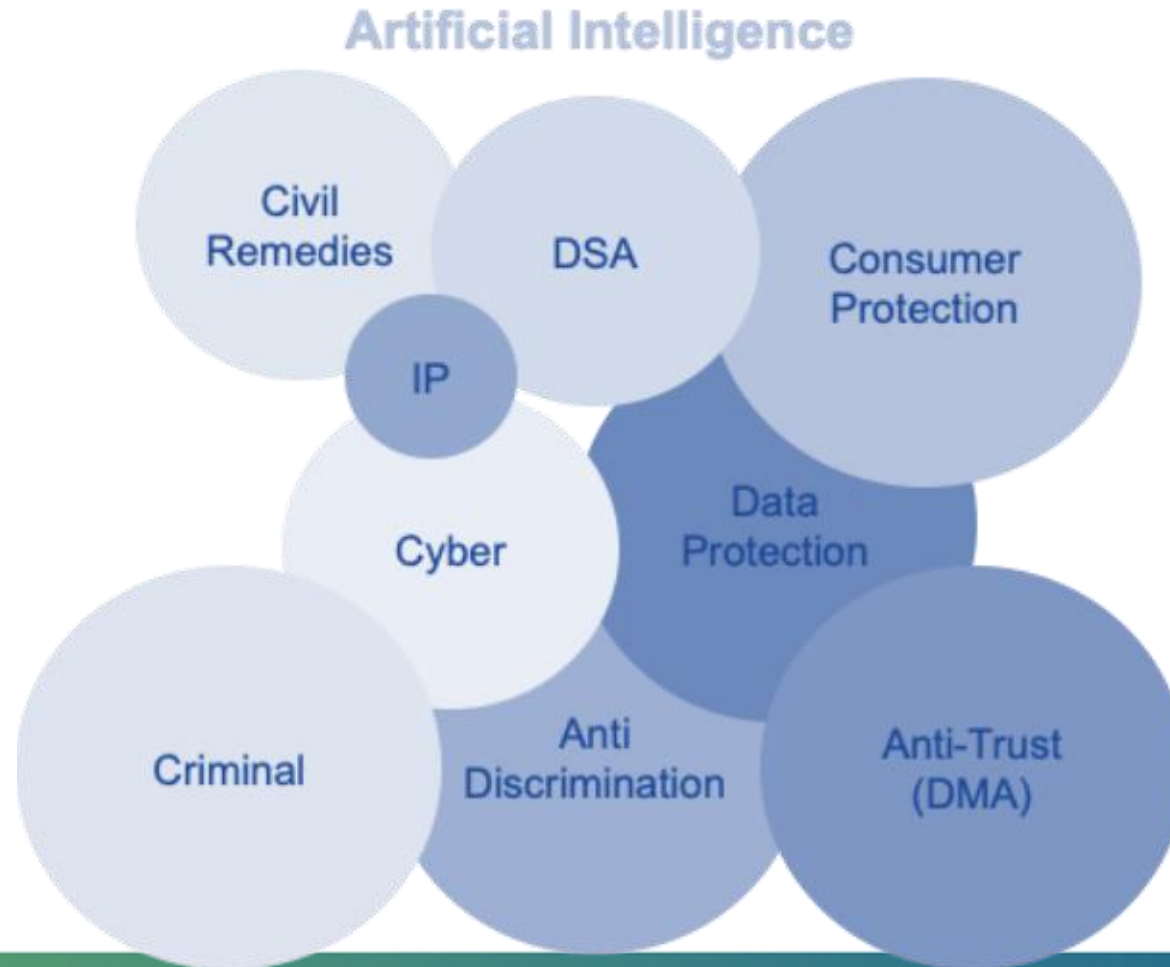 Artificial Intelligence
Civil
Remedies
DSA
Consumer
Protection
IP
Cyber
Data
Protection
Criminal
Anti
Discrimination
Anti-Trust
(DMA)